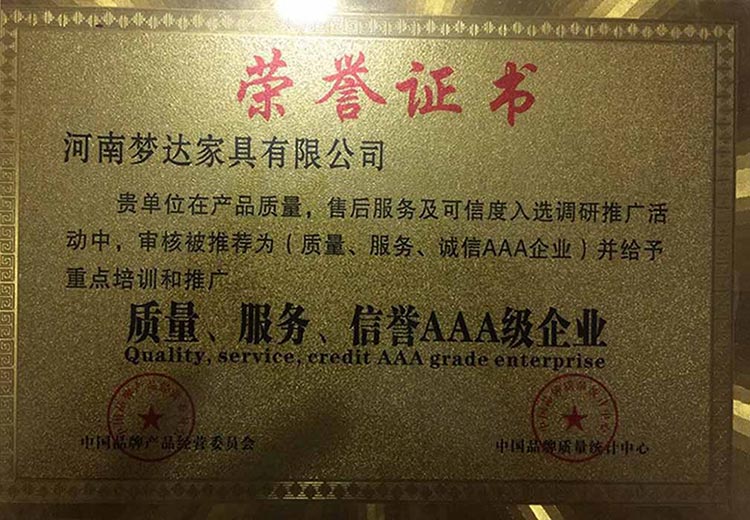 荣誉证书
河南梦达家具有限公司
贵单位在产品质量，售后服务及可信度入选调研推广活
动中，审核被推荐为（质量、服务、诚信AAA企业）并给予
重点培训和推广
质量、服务、信誉AAA级企业
Quality, service, credit AAA grade enterprise
中国品牌产品经营委员会
中国品牌质量统计中心